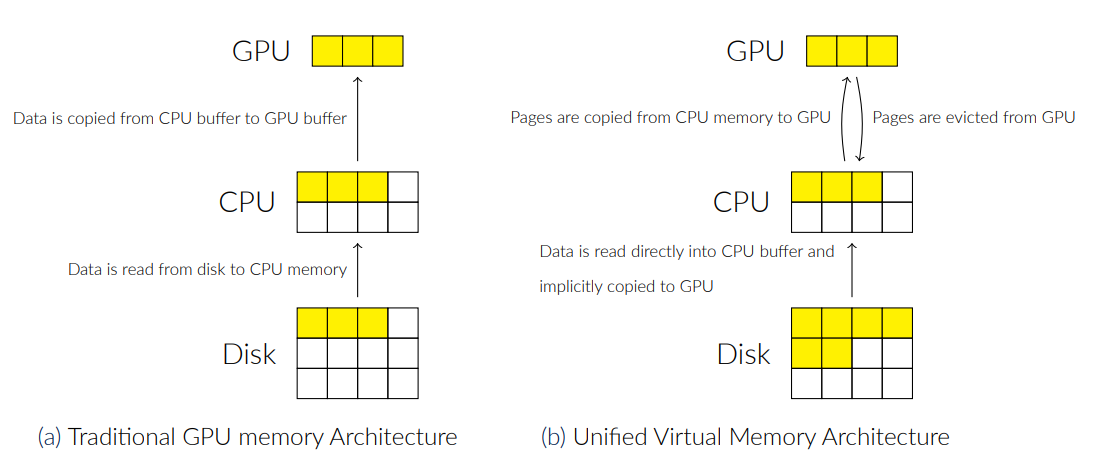 GPU
Data is copied from CPU buffer to GPU buffer
CPU
Data is read from disk to CPU memory
Disk
(a) Traditional GPU memory Architecture
GPU
Pages are copied from CPU memory to GPU
Pages are evicted from GPU
CPU
Data is read directly into CPU buffer and
implicitly copied to GPU
Disk
(b) Unified Virtual Memory Architecture